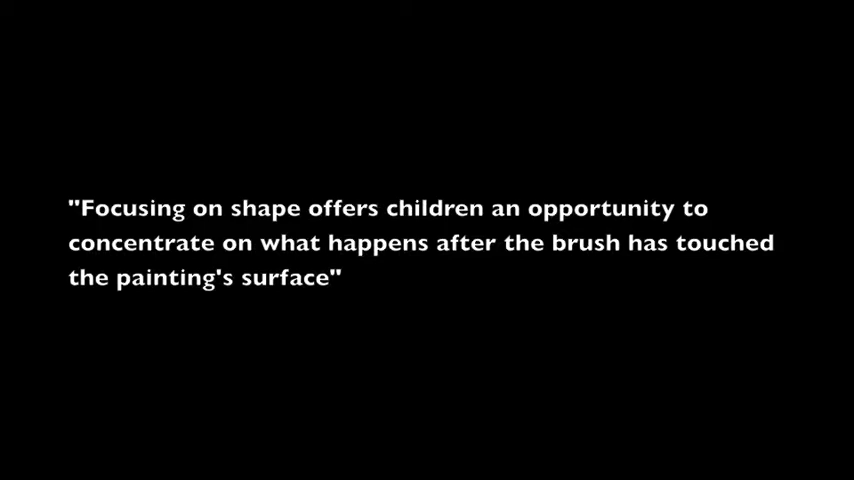 "Focusing on shape offers children an opportunity to
concentrate on what happens after the brush has touched
the painting's surface"